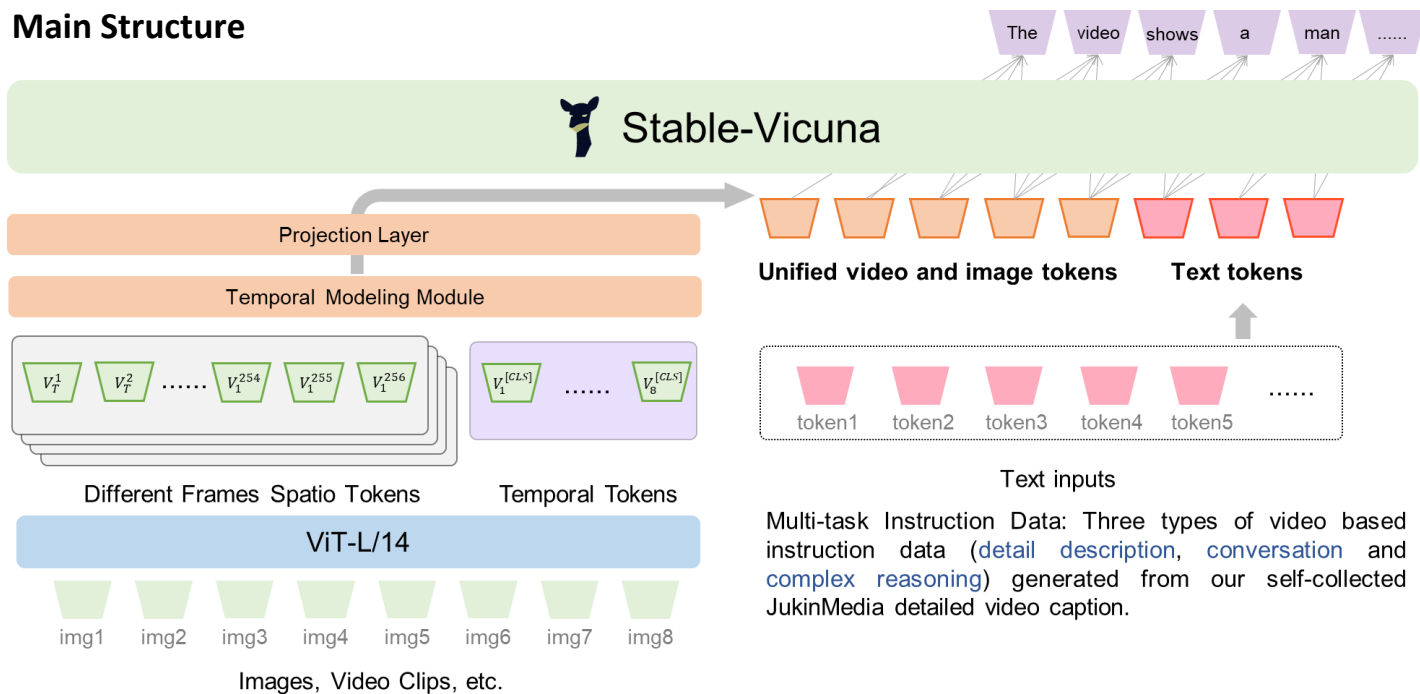 Main Structure
The video shows a man ......
Stable-Vicuna
Projection Layer
Temporal Modeling Module
Unified video and image tokens
Text tokens
V_T^1 V_T^2 ...... V_1^254 V_1^255 V_1^256
V_1^[CLS] ...... V_8^[CLS]
Different Frames Spatio Tokens
Temporal Tokens
ViT-L/14
img1 img2 img3 img4 img5 img6 img7 img8
Images, Video Clips, etc.
token1 token2 token3 token4 token5 ......
Text inputs
Multi-task Instruction Data: Three types of video based
instruction data (detail description, conversation and
complex reasoning) generated from our self-collected
JukinMedia detailed video caption.